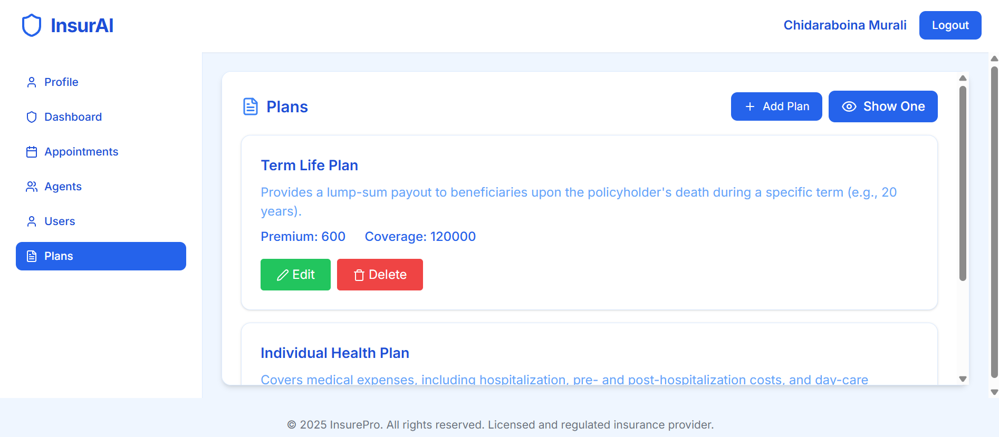 InsurAI
Chidaraboina Murali
Logout
Profile
Dashboard
Appointments
Agents
Users
Plans
Plans
Add Plan
Show One
Term Life Plan
Provides a lump-sum payout to beneficiaries upon the policyholder's death during a specific term (e.g., 20
years).
Premium: 600 Coverage: 120000
Edit
Delete
Individual Health Plan
Covers medical expenses, including hospitalization, pre- and post-hospitalization costs, and day-care
© 2025 InsurePro. All rights reserved. Licensed and regulated insurance provider.